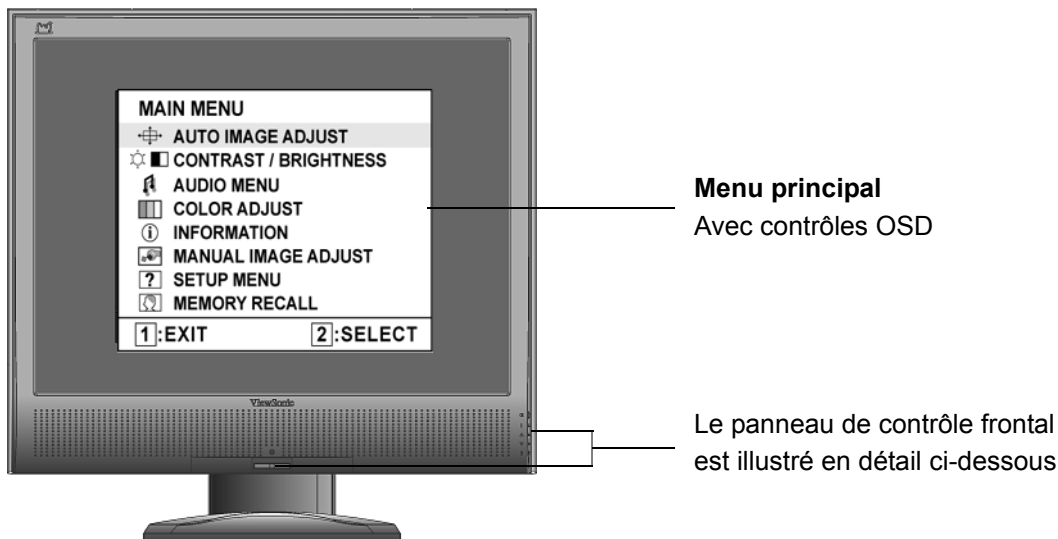 MAIN MENU
AUTO IMAGE ADJUST
CONTRAST / BRIGHTNESS
AUDIO MENU
COLOR ADJUST
INFORMATION
MANUAL IMAGE ADJUST
SETUP MENU
MEMORY RECALL
1:EXIT 2:SELECT
Menu principal
Avec contrôles OSD
ViewSonic
Le panneau de contrôle frontal
est illustré en détail ci-dessous